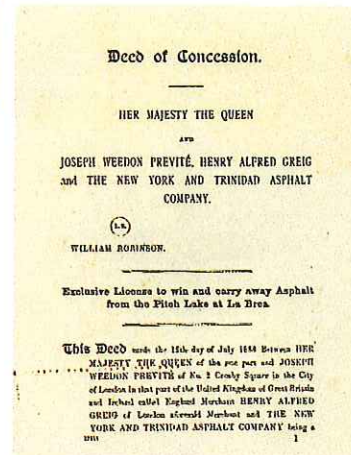 Deed of Concession.
HER MAJESTY THE QUEEN
AND
JOSEPH WEEDON PREVITÉ, HENRY ALFRED GREIG
and THE NEW YORK AND TRINIDAD ASPHALT
COMPANY.
L.S.
WILLIAM ROBINSON.
Exclusive License to win and carry away Asphalt
from the Pitch Lake at La Brea.
This Deed made the 15th day of July Between HER
MAJESTY THE QUEEN of the one part and JOSEPH
WEEDON PREVITÉ of No. 2 Crosby Square in the City
of London in that part of the United Kingdom of Great Britain
and Ireland called England Merchant HENRY ALFRED
GREIG of London aforesaid Merchant and THE NEW
YORK AND TRINIDAD ASPHALT COMPANY being a
1